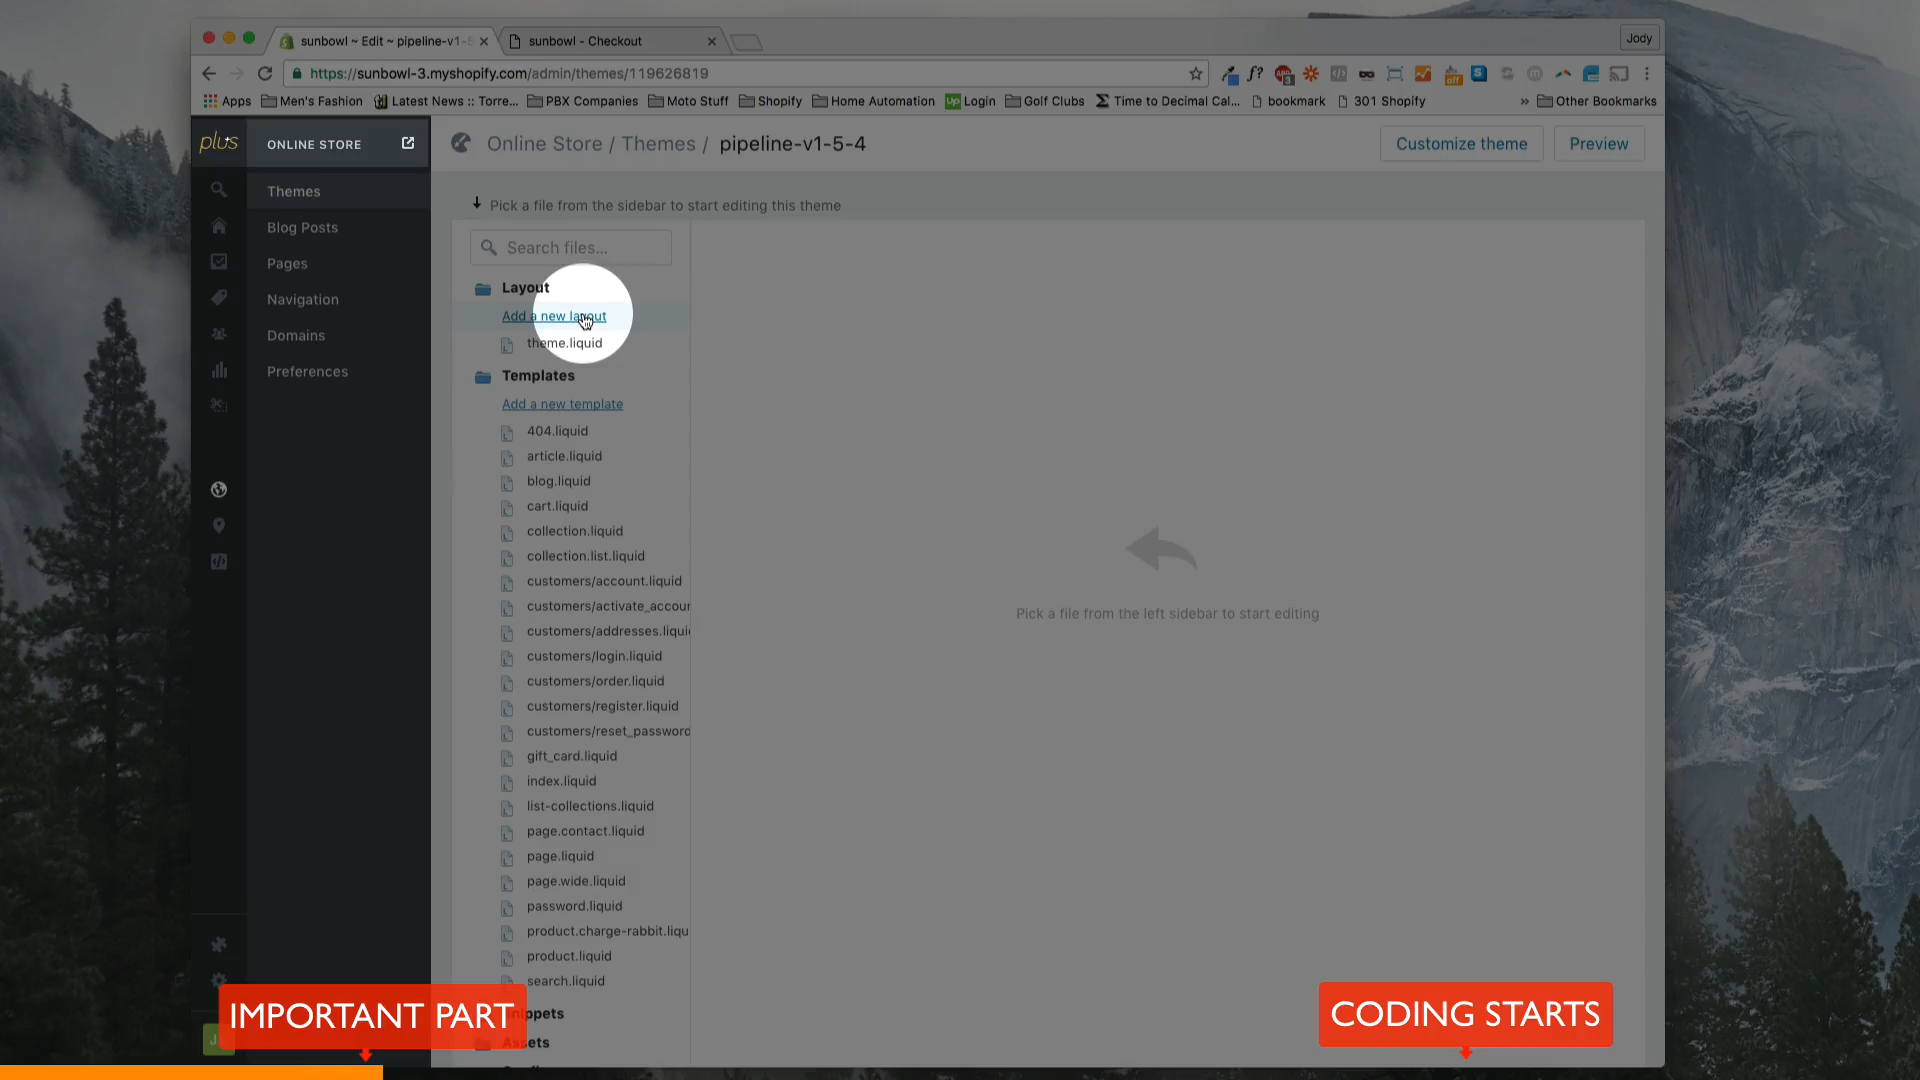 sunbowl ~ Edit ~ pipeline-v1-5
sunbowl - Checkout
Jody
https://sunbowl-3.myshopify.com/admin/themes/119626819
Apps Men's Fashion Latest News :: Torre... PBX Companies Moto Stuff Shopify Home Automation Up Login Golf Clubs Time to Decimal Cal... bookmark 301 Shopify » Other Bookmarks
plus ONLINE STORE
Online Store / Themes / pipeline-v1-5-4
Customize theme
Preview
Themes
Blog Posts
Pages
Navigation
Domains
Preferences
Pick a file from the sidebar to start editing this theme
Search files...
Layout
Add a new layout
theme.liquid
Templates
Add a new template
404.liquid
article.liquid
blog.liquid
cart.liquid
collection.liquid
collection.list.liquid
customers/account.liquid
customers/activate_accour
customers/addresses.liqui
customers/login.liquid
customers/order.liquid
customers/register.liquid
customers/reset_password
gift_card.liquid
index.liquid
list-collections.liquid
page.contact.liquid
page.liquid
page.wide.liquid
password.liquid
product.charge-rabbit.liqu
product.liquid
search.liquid
nippets
Assets
Pick a file from the left sidebar to start editing
IMPORTANT PART
CODING STARTS